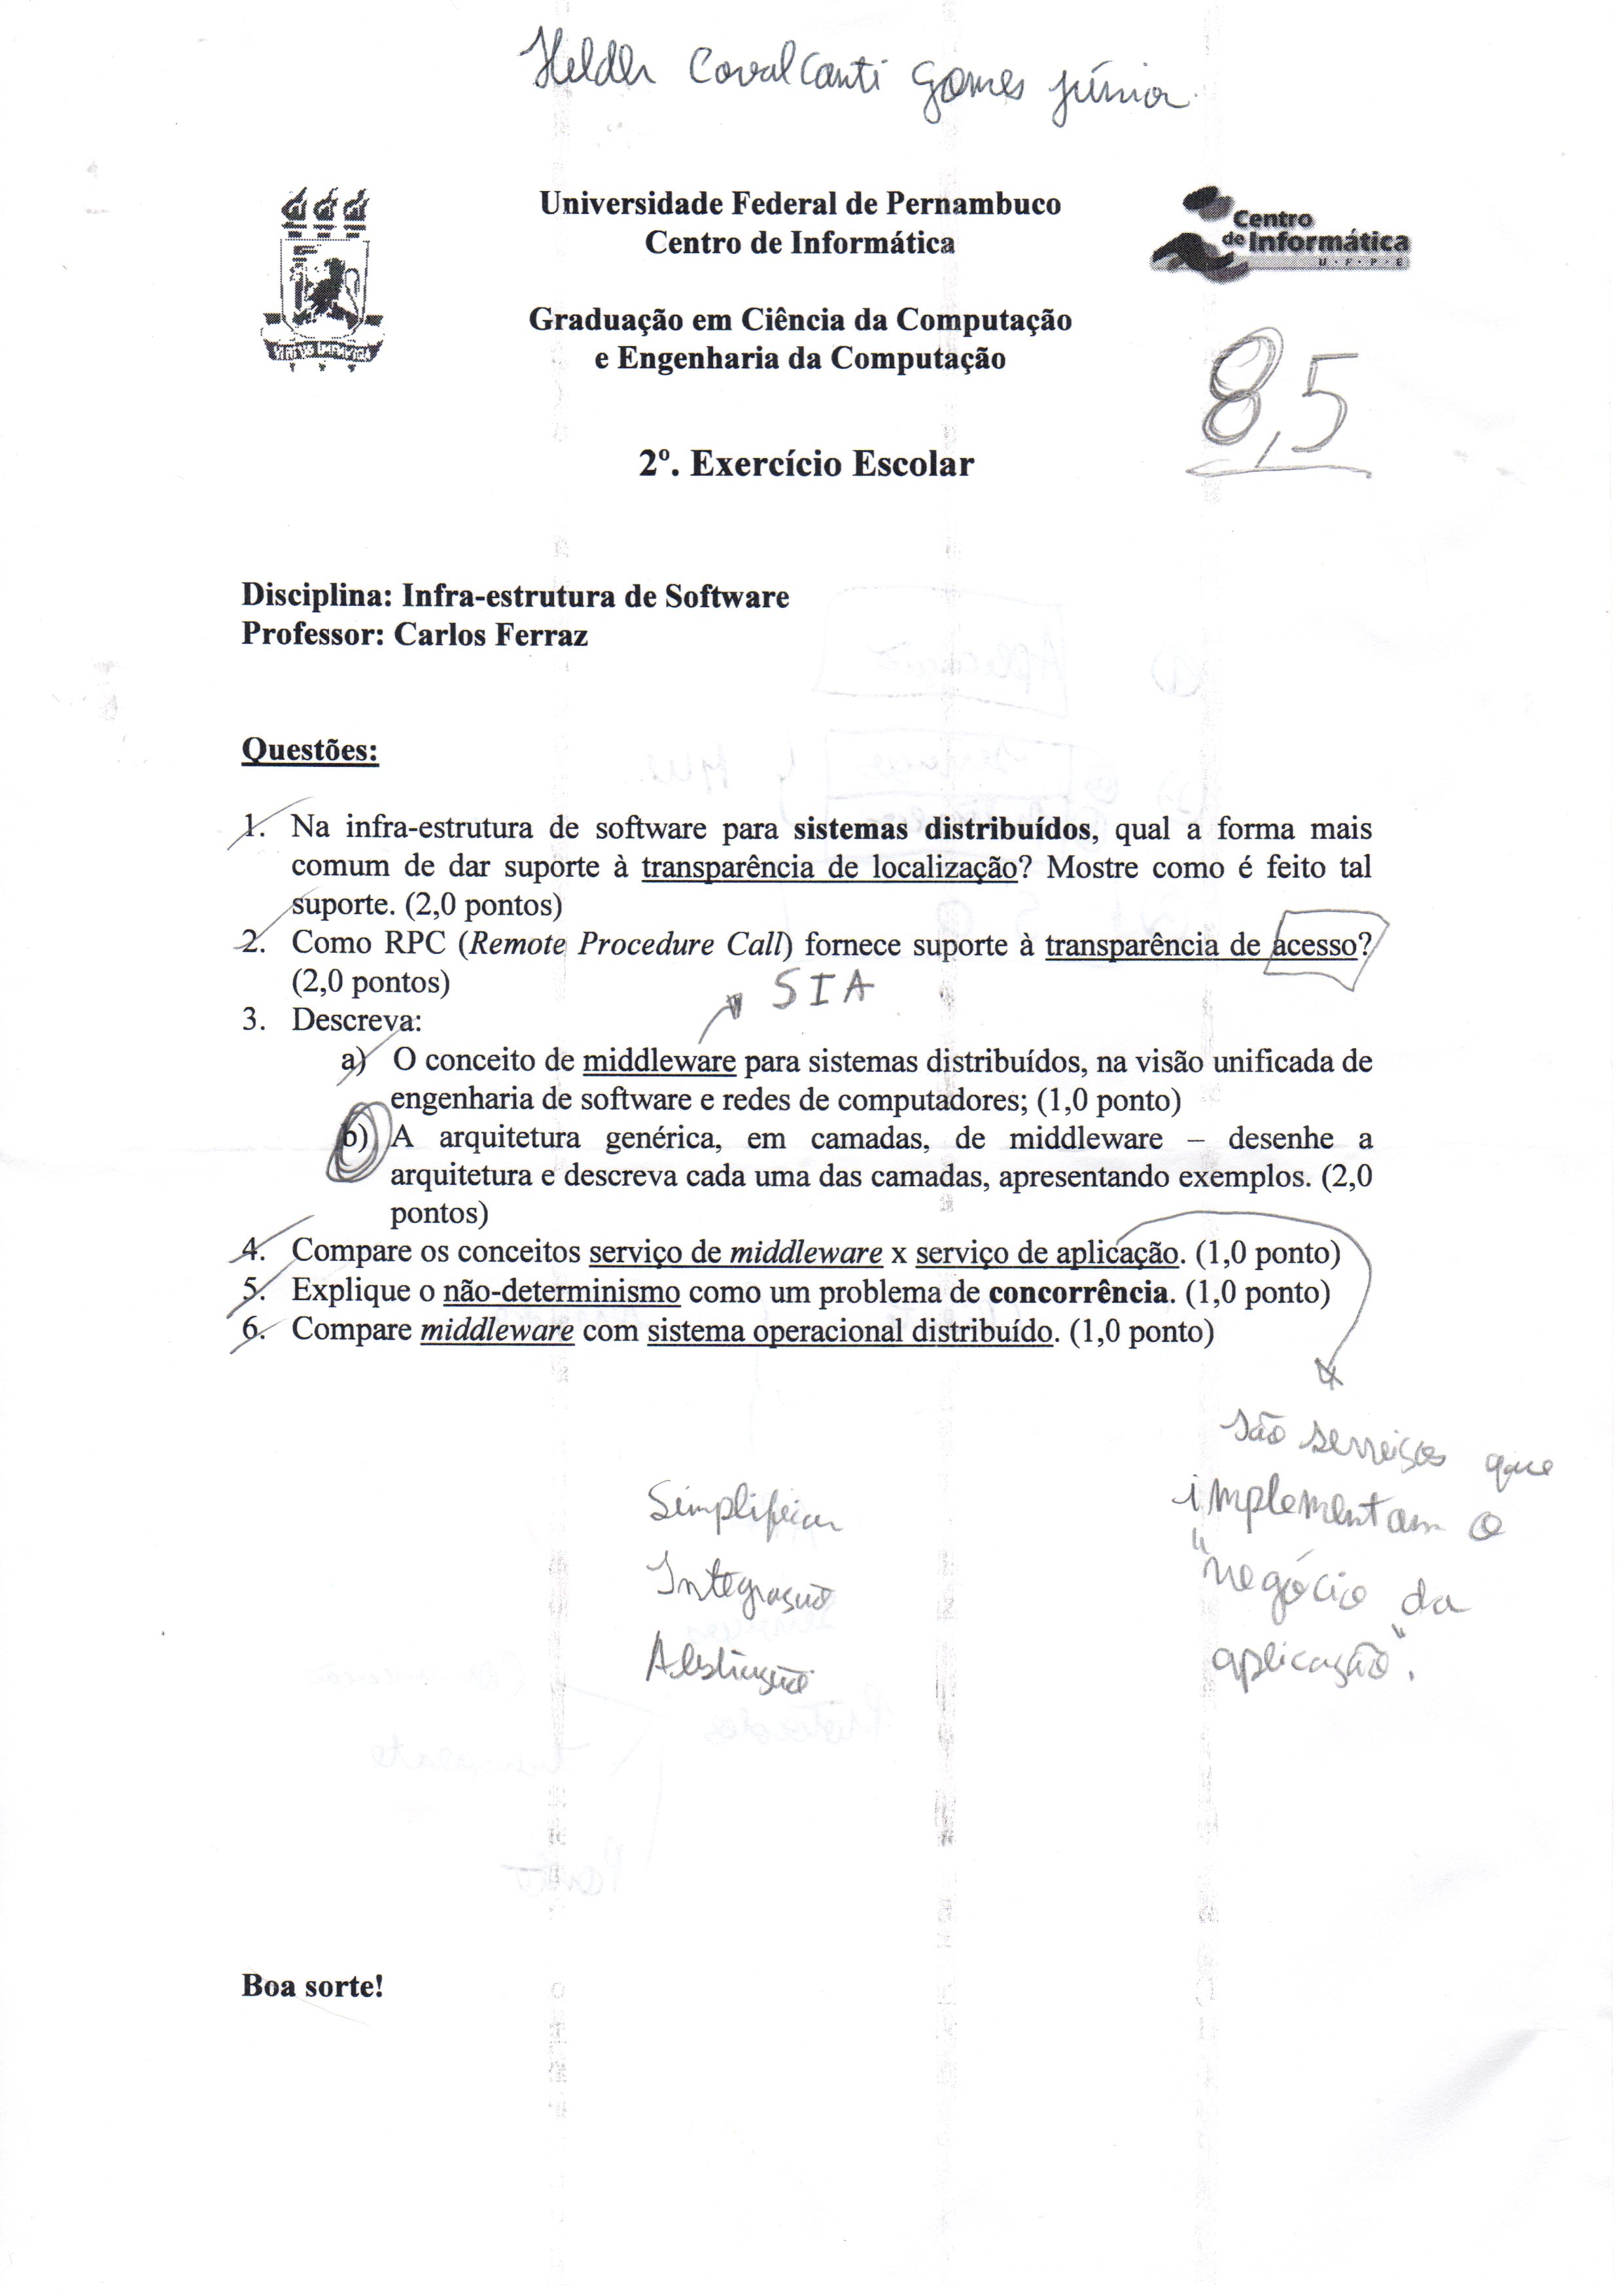 Helder Cavalcanti Gomes Júnior
Universidade Federal de Pernambuco
Centro de Informática
Centro
de Informática
U · F · P · E
Graduação em Ciência da Computação
e Engenharia da Computação
8,5
2º. Exercício Escolar
Disciplina: Infra-estrutura de Software
Professor: Carlos Ferraz
Questões:
1. Na infra-estrutura de software para sistemas distribuídos, qual a forma mais
comum de dar suporte à transparência de localização? Mostre como é feito tal
suporte. (2,0 pontos)
2. Como RPC (Remote Procedure Call) fornece suporte à transparência de acesso?
(2,0 pontos)
SIA
3. Descreva:
a) O conceito de middleware para sistemas distribuídos, na visão unificada de
engenharia de software e redes de computadores; (1,0 ponto)
b) A arquitetura genérica, em camadas, de middleware – desenhe a
arquitetura e descreva cada uma das camadas, apresentando exemplos. (2,0
pontos)
4. Compare os conceitos serviço de middleware x serviço de aplicação. (1,0 ponto)
5. Explique o não-determinismo como um problema de concorrência. (1,0 ponto)
6. Compare middleware com sistema operacional distribuído. (1,0 ponto)
são serviços que
implementam o
"negócio da
aplicação".
Simplificar
Integração
Abstração
Boa sorte!